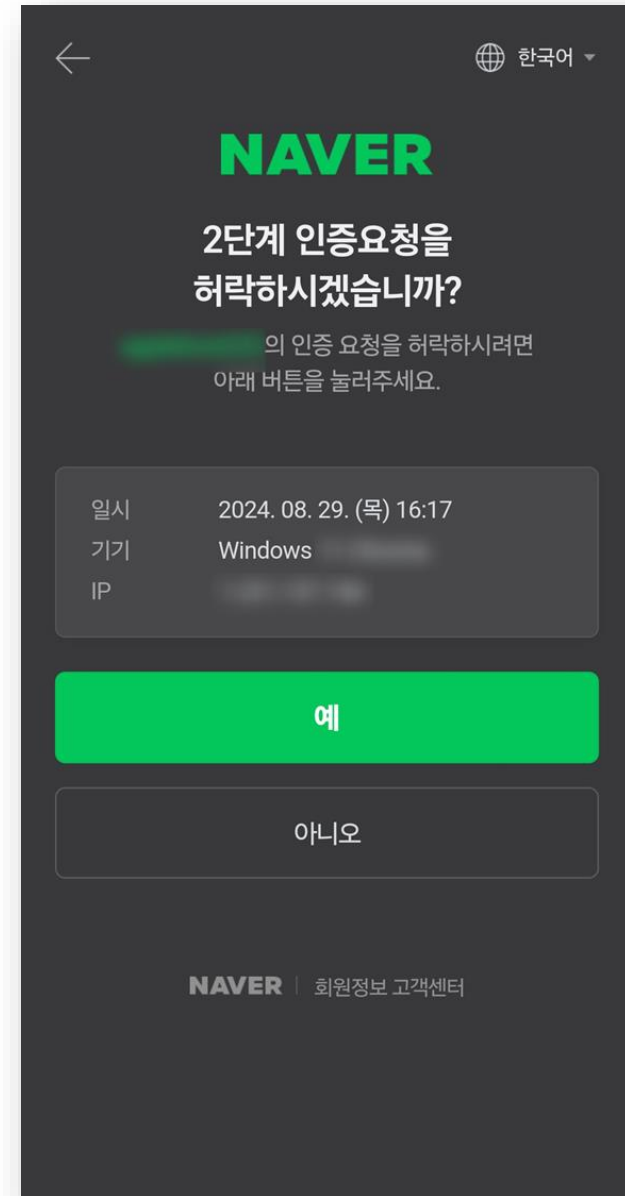 한국어
NAVER
2단계 인증요청을
허락하시겠습니까?
의 인증 요청을 허락하시려면
아래 버튼을 눌러주세요.
일시 2024. 08. 29. (목) 16:17
기기 Windows
IP
예
아니오
NAVER 회원정보 고객센터